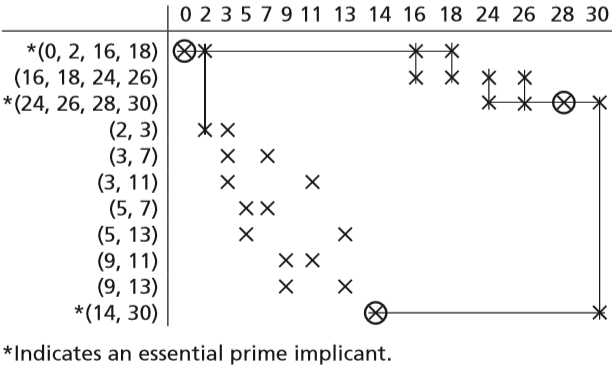 0 2 3 5 7 9 11 13 14 16 18 24 26 28 30
*(0, 2, 16, 18)
(16, 18, 24, 26)
*(24, 26, 28, 30)
(2, 3)
(3, 7)
(3, 11)
(5, 7)
(5, 13)
(9, 11)
(9, 13)
*(14, 30)
*Indicates an essential prime implicant.